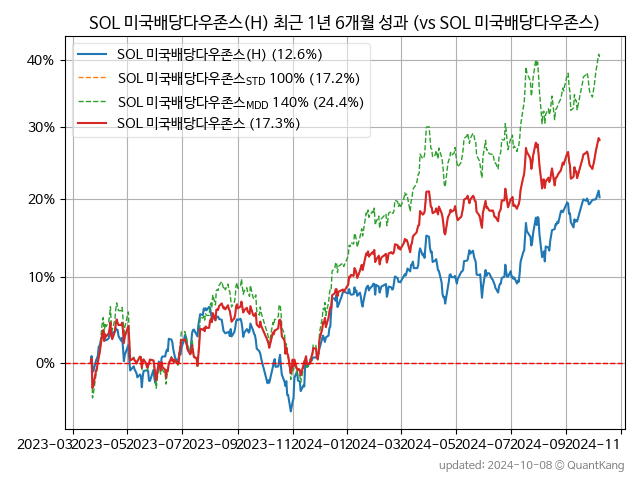 SOL 미국배당다우존스(H) 최근 1년 6개월 성과 (vs SOL 미국배당다우존스)
SOL 미국배당다우존스(H) (12.6%)
SOL 미국배당다우존스STD 100% (17.2%)
SOL 미국배당다우존스MDD 140% (24.4%)
SOL 미국배당다우존스 (17.3%)
40%
30%
20%
10%
0%
2023-03 2023-05 2023-07 2023-09 2023-11 2024-01 2024-03 2024-05 2024-07 2024-09 2024-11
updated: 2024-10-08 © QuantKang